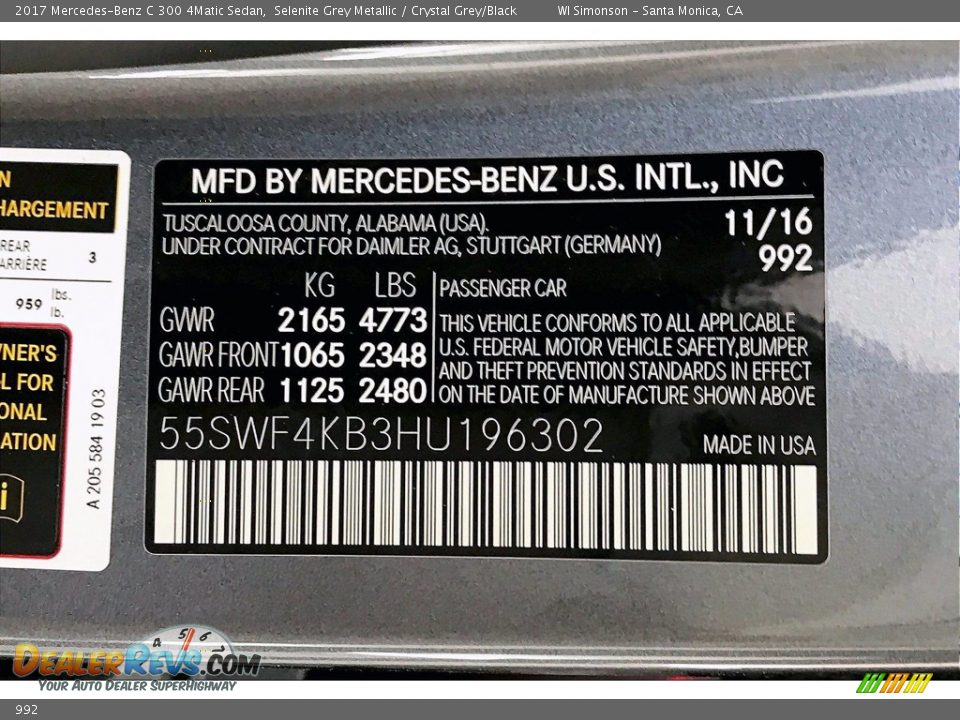 2017 Mercedes-Benz C 300 4Matic Sedan, Selenite Grey Metallic / Crystal Grey/Black WI Simonson - Santa Monica, CA
N
HARGEMENT
REAR
ARRIÈRE 3
959 lbs.
lb.
WNER'S
L FOR
ONAL
ATION
i
A 205 584 19 03
MFD BY MERCEDES-BENZ U.S. INTL., INC
TUSCALOOSA COUNTY, ALABAMA (USA). 11/16
UNDER CONTRACT FOR DAIMLER AG, STUTTGART (GERMANY) 992
KG LBS PASSENGER CAR
GVWR 2165 4773 THIS VEHICLE CONFORMS TO ALL APPLICABLE
U.S. FEDERAL MOTOR VEHICLE SAFETY,BUMPER
GAWR FRONT 1065 2348 AND THEFT PREVENTION STANDARDS IN EFFECT
GAWR REAR 1125 2480 ON THE DATE OF MANUFACTURE SHOWN ABOVE
55SWF4KB3HU196302 MADE IN USA
4 5 6 7
DEALERREVS.COM
YOUR AUTO DEALER SUPERHIGHWAY
992